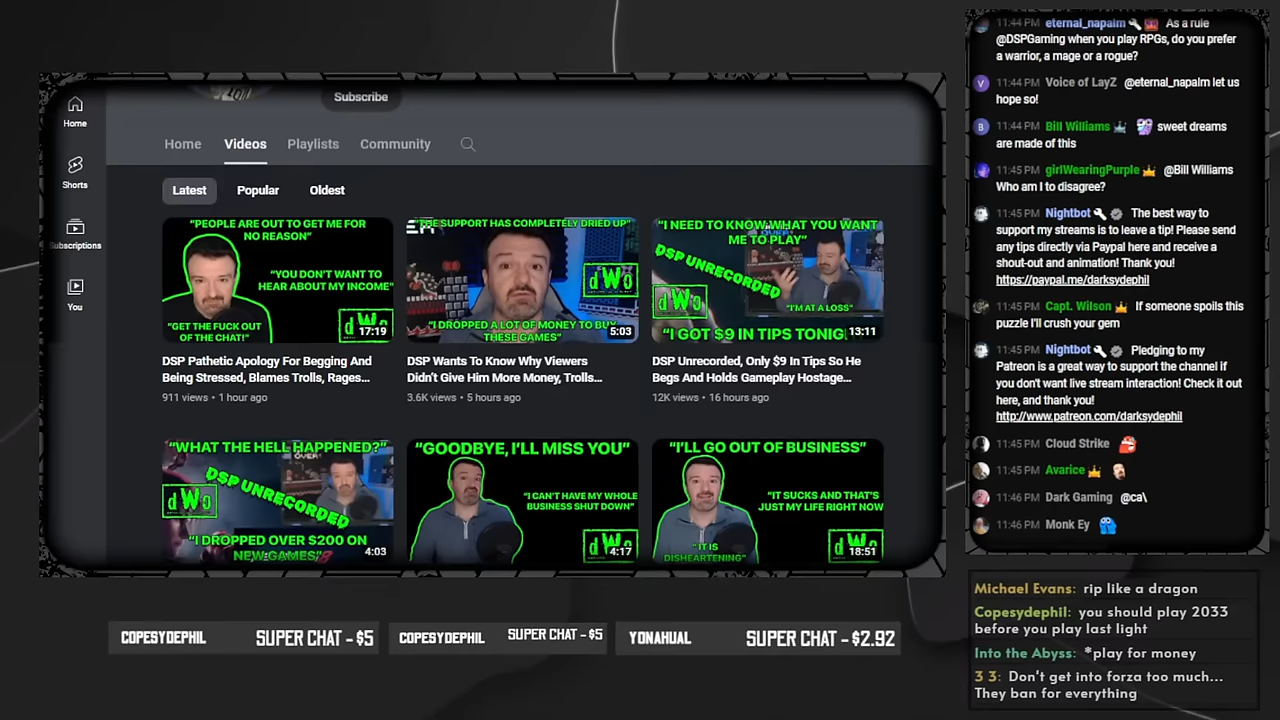 Home
Shorts
Subscriptions
You
Subscribe
Home Videos Playlists Community
Latest Popular Oldest
"PEOPLE ARE OUT TO GET ME FOR
NO REASON"
"YOU DON'T WANT TO
HEAR ABOUT MY INCOME"
"GET THE FUCK OUT
OF THE CHAT!"
dWo
17:19
DSP Pathetic Apology For Begging And
Being Stressed, Blames Trolls, Rages...
911 views • 1 hour ago
"THE SUPPORT HAS COMPLETELY DRIED UP"
dWo
"I DROPPED A LOT OF MONEY TO BUY
THESE GAMES"
5:03
DSP Wants To Know Why Viewers
Didn't Give Him More Money, Trolls...
3.6K views • 5 hours ago
"I NEED TO KNOW WHAT YOU WANT
ME TO PLAY"
DSP UNRECORDED
dWo
"I'M AT A LOSS"
"I GOT $9 IN TIPS
13:11
DSP Unrecorded, Only $9 In Tips So He
Begs And Holds Gameplay Hostage...
12K views • 16 hours ago
"WHAT THE HELL HAPPENED?"
DSP UNRECORDED
dWo
"I DROPPED OVER $200 ON
NEW GAMES"
4:03
"GOODBYE, I'LL MISS YOU"
"I CAN'T HAVE MY WHOLE
BUSINESS SHUT DOWN"
dWo
4:17
"I'LL GO OUT OF BUSINESS"
"IT SUCKS AND THAT'S
JUST MY LIFE RIGHT NOW
"IT IS
DISHEARTENING"
dWo
18:51
COPESYDEPHIL SUPER CHAT - $5
COPESYDEPHIL SUPER CHAT - $5
YONAHUAL SUPER CHAT - $2.92
11:44 PM eternal_napalm As a rule
@DSPGaming when you play RPGs, do you prefer
a warrior, a mage or a rogue?
11:44 PM Voice of LayZ @eternal_napalm let us
hope so!
11:44 PM Bill Williams sweet dreams
are made of this
11:45 PM girlWearingPurple @Bill Williams
Who am I to disagree?
11:45 PM Nightbot The best way to
support my streams is to leave a tip! Please send
any tips directly via Paypal here and receive a
shout-out and animation! Thank you!
https://paypal.me/darksydephil
11:45 PM Capt. Wilson If someone spoils this
puzzle I'll crush your gem
11:45 PM Nightbot Pledging to my
Patreon is a great way to support the channel if
you don't want live stream interaction! Check it out
here, and thank you!
http://www.patreon.com/darksydephil
11:45 PM Cloud Strike
11:45 PM Avarice
11:46 PM Dark Gaming @ca\
11:46 PM Monk Ey
Michael Evans: rip like a dragon
Copesydephil: you should play 2033
before you play last light
Into the Abyss: *play for money
3 3: Don't get into forza too much...
They ban for everything